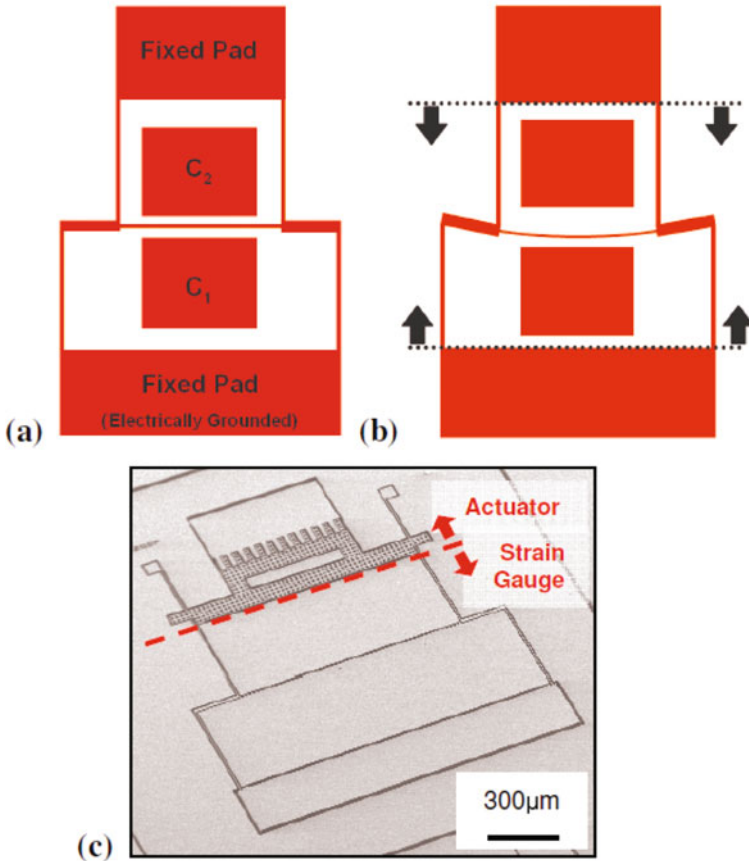 Fixed Pad
C2
C1
Fixed Pad
(Electrically Grounded)
(a)
(b)
Actuator
Strain
Gauge
300μm
(c)